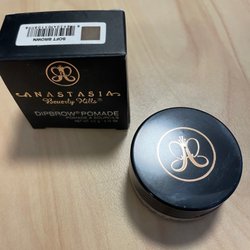 SOFT BROWN
ANASTASIA
Beverly Hills®
DIPBROW® POMADE